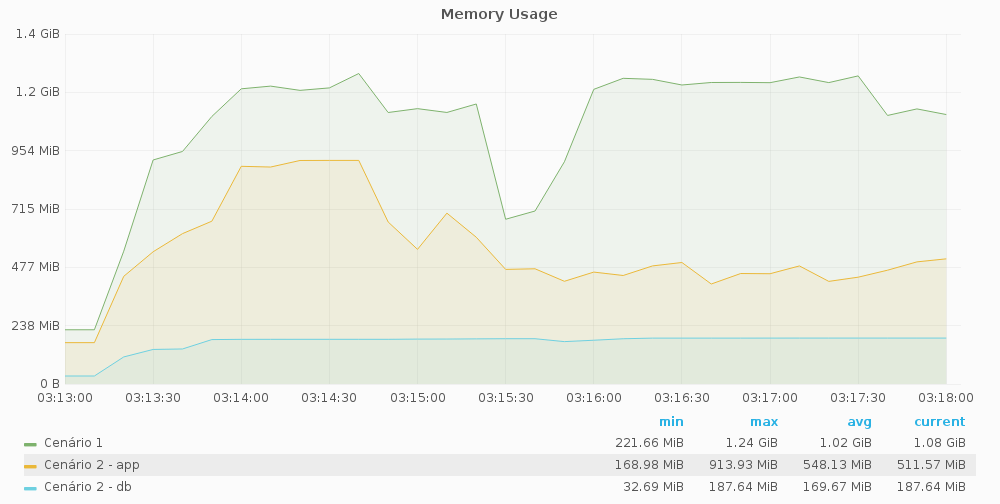 Memory Usage
1.4 GiB
1.2 GiB
954 MiB
715 MiB
477 MiB
238 MiB
0 B
03:13:00 03:13:30 03:14:00 03:14:30 03:15:00 03:15:30 03:16:00 03:16:30 03:17:00 03:17:30 03:18:00
min max avg current
Cenário 1 221.66 MiB 1.24 GiB 1.02 GiB 1.08 GiB
Cenário 2 - app 168.98 MiB 913.93 MiB 548.13 MiB 511.57 MiB
Cenário 2 - db 32.69 MiB 187.64 MiB 169.67 MiB 187.64 MiB